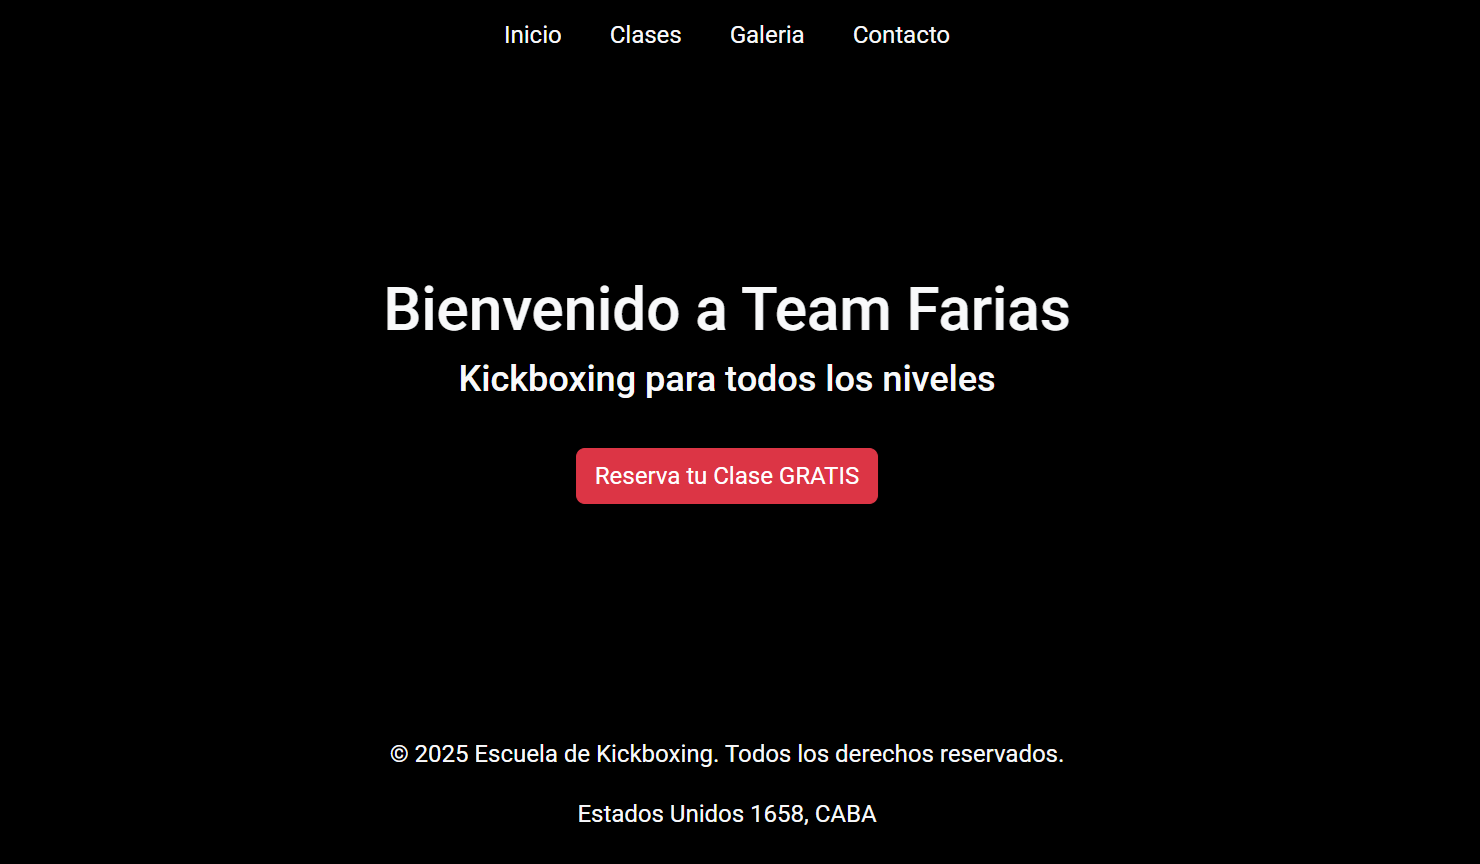 Inicio Clases Galeria Contacto
Bienvenido a Team Farias
Kickboxing para todos los niveles
Reserva tu Clase GRATIS
© 2025 Escuela de Kickboxing. Todos los derechos reservados.
Estados Unidos 1658, CABA